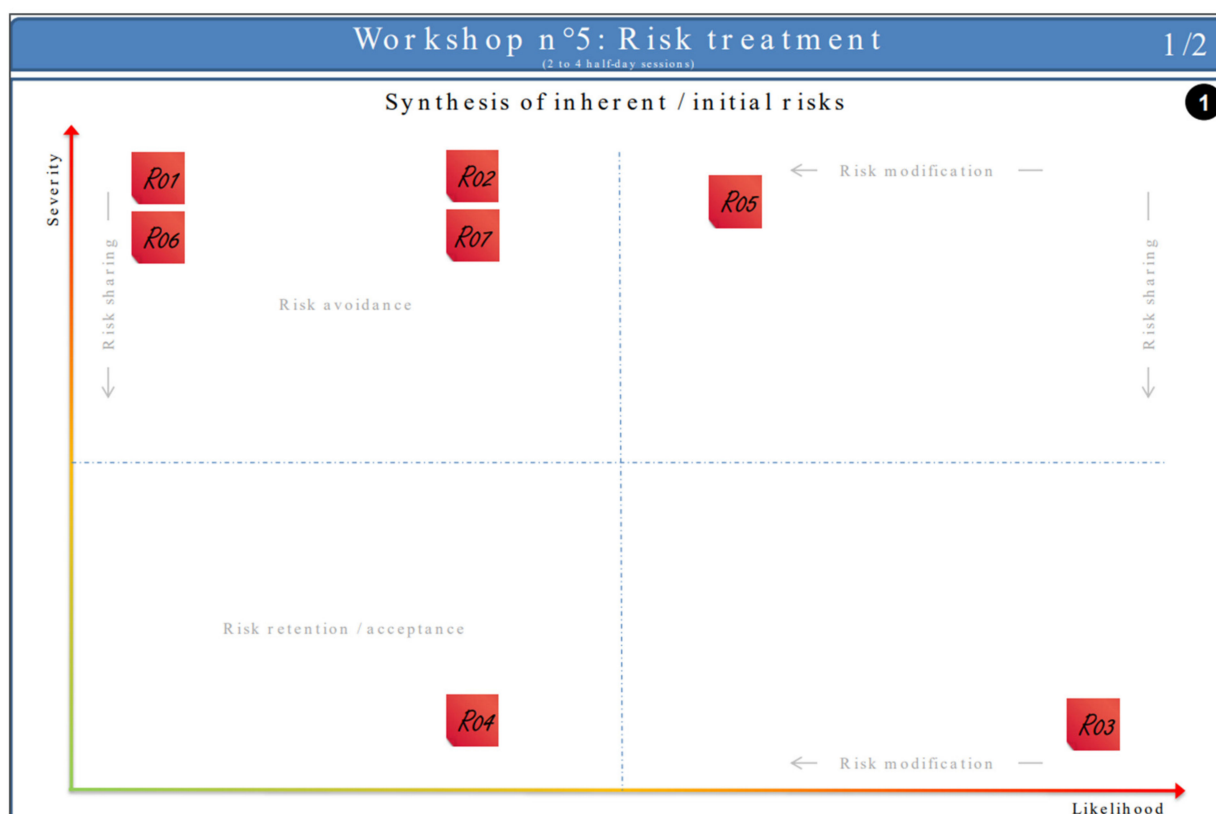 Workshop n°5: Risk treatment
(2 to 4 half-day sessions)
1/2
Synthesis of inherent / initial risks
1
Severity
R01
R02
Risk modification
R05
R06
R07
Risk sharing
Risk sharing
Risk avoidance
Risk retention / acceptance
R04
R03
Risk modification
Likelihood